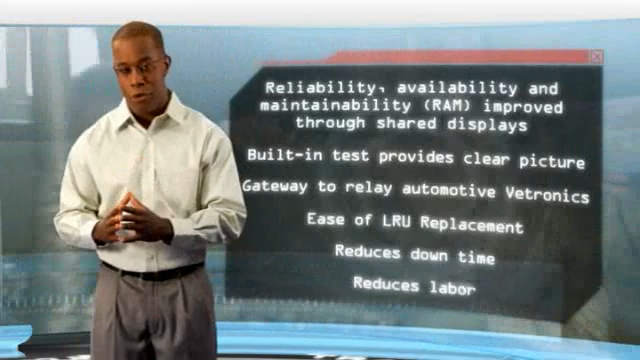 Reliability, availability and
maintainability (RAM) improved
through shared displays
Built-in test provides clear picture
Gateway to relay automotive Vetronics
Ease of LRU Replacement
Reduces down time
Reduces labor